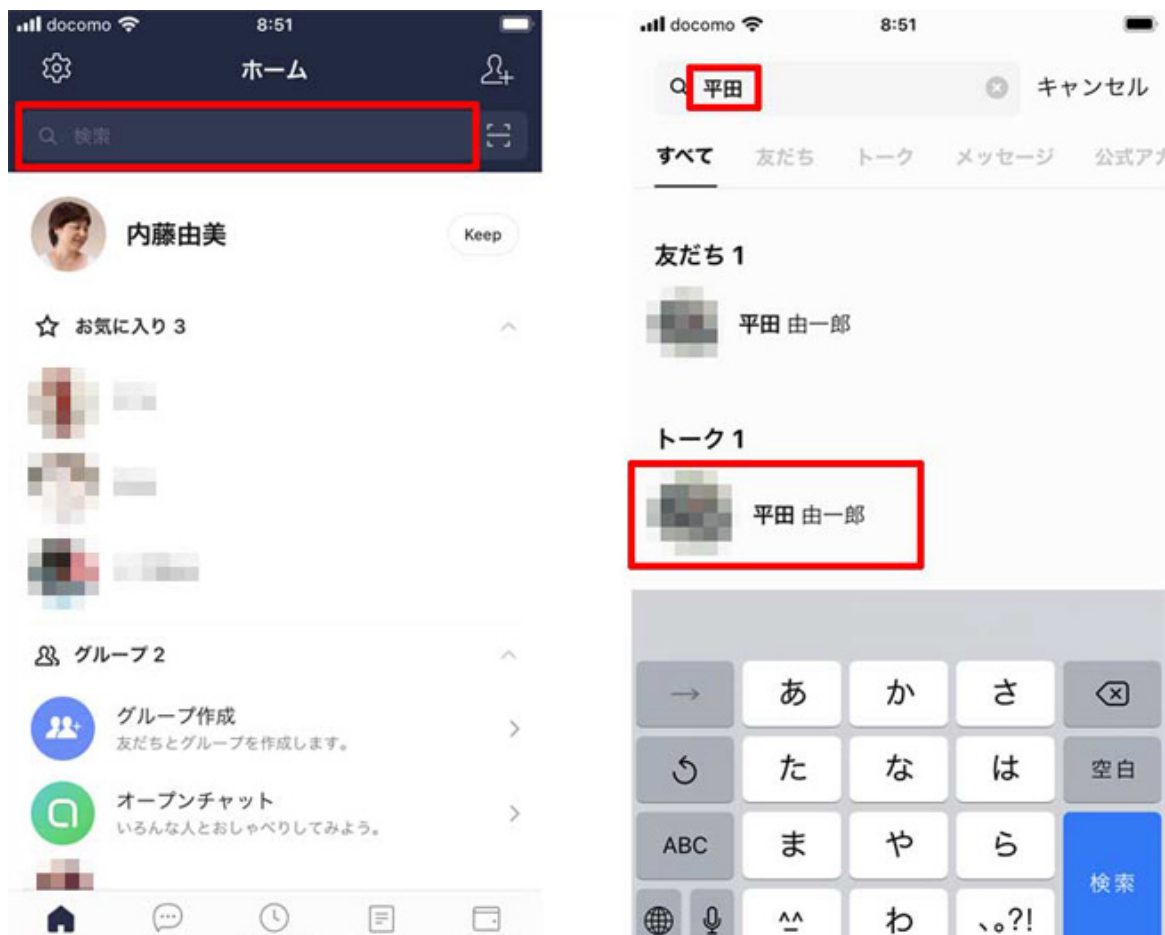 docomo 8:51
ホーム
検索
内藤由美
Keep
お気に入り 3
グループ 2
グループ作成
友だちとグループを作成します。
オープンチャット
いろんな人とおしゃべりしてみよう。
docomo 8:51
平田 キャンセル
すべて 友だち トーク メッセージ 公式アカ
友だち 1
平田 由一郎
トーク 1
平田 由一郎
→ あ か さ
た な は 空白
ABC ま や ら
検索
^^ わ 、。?!